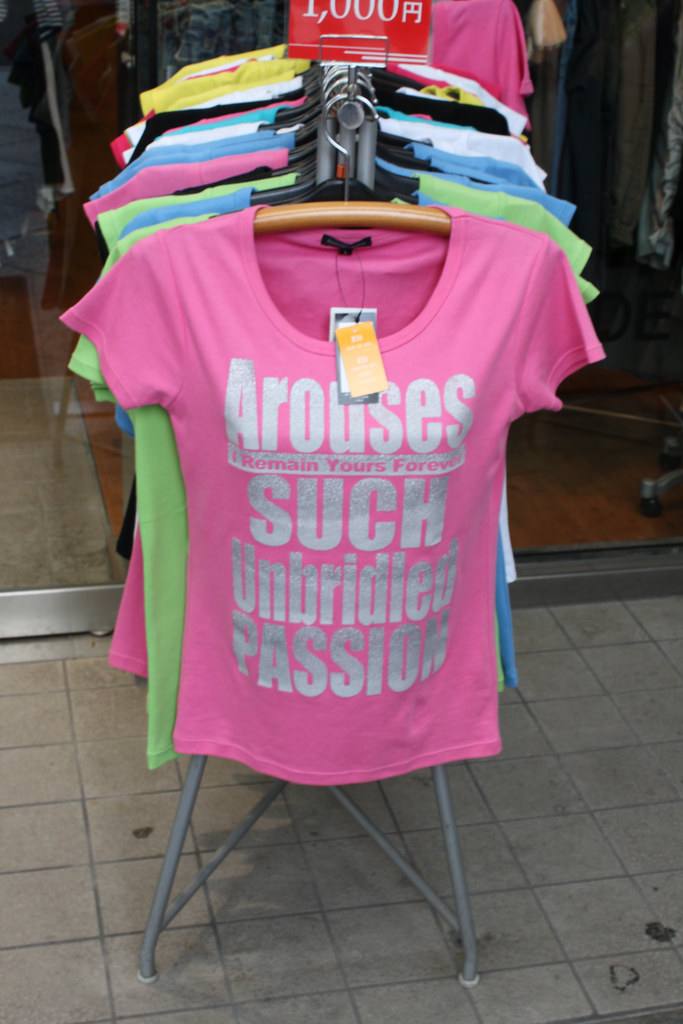 1,000円
Arouses
I Remain Yours Forever
SUCH
Unbridled
PASSION